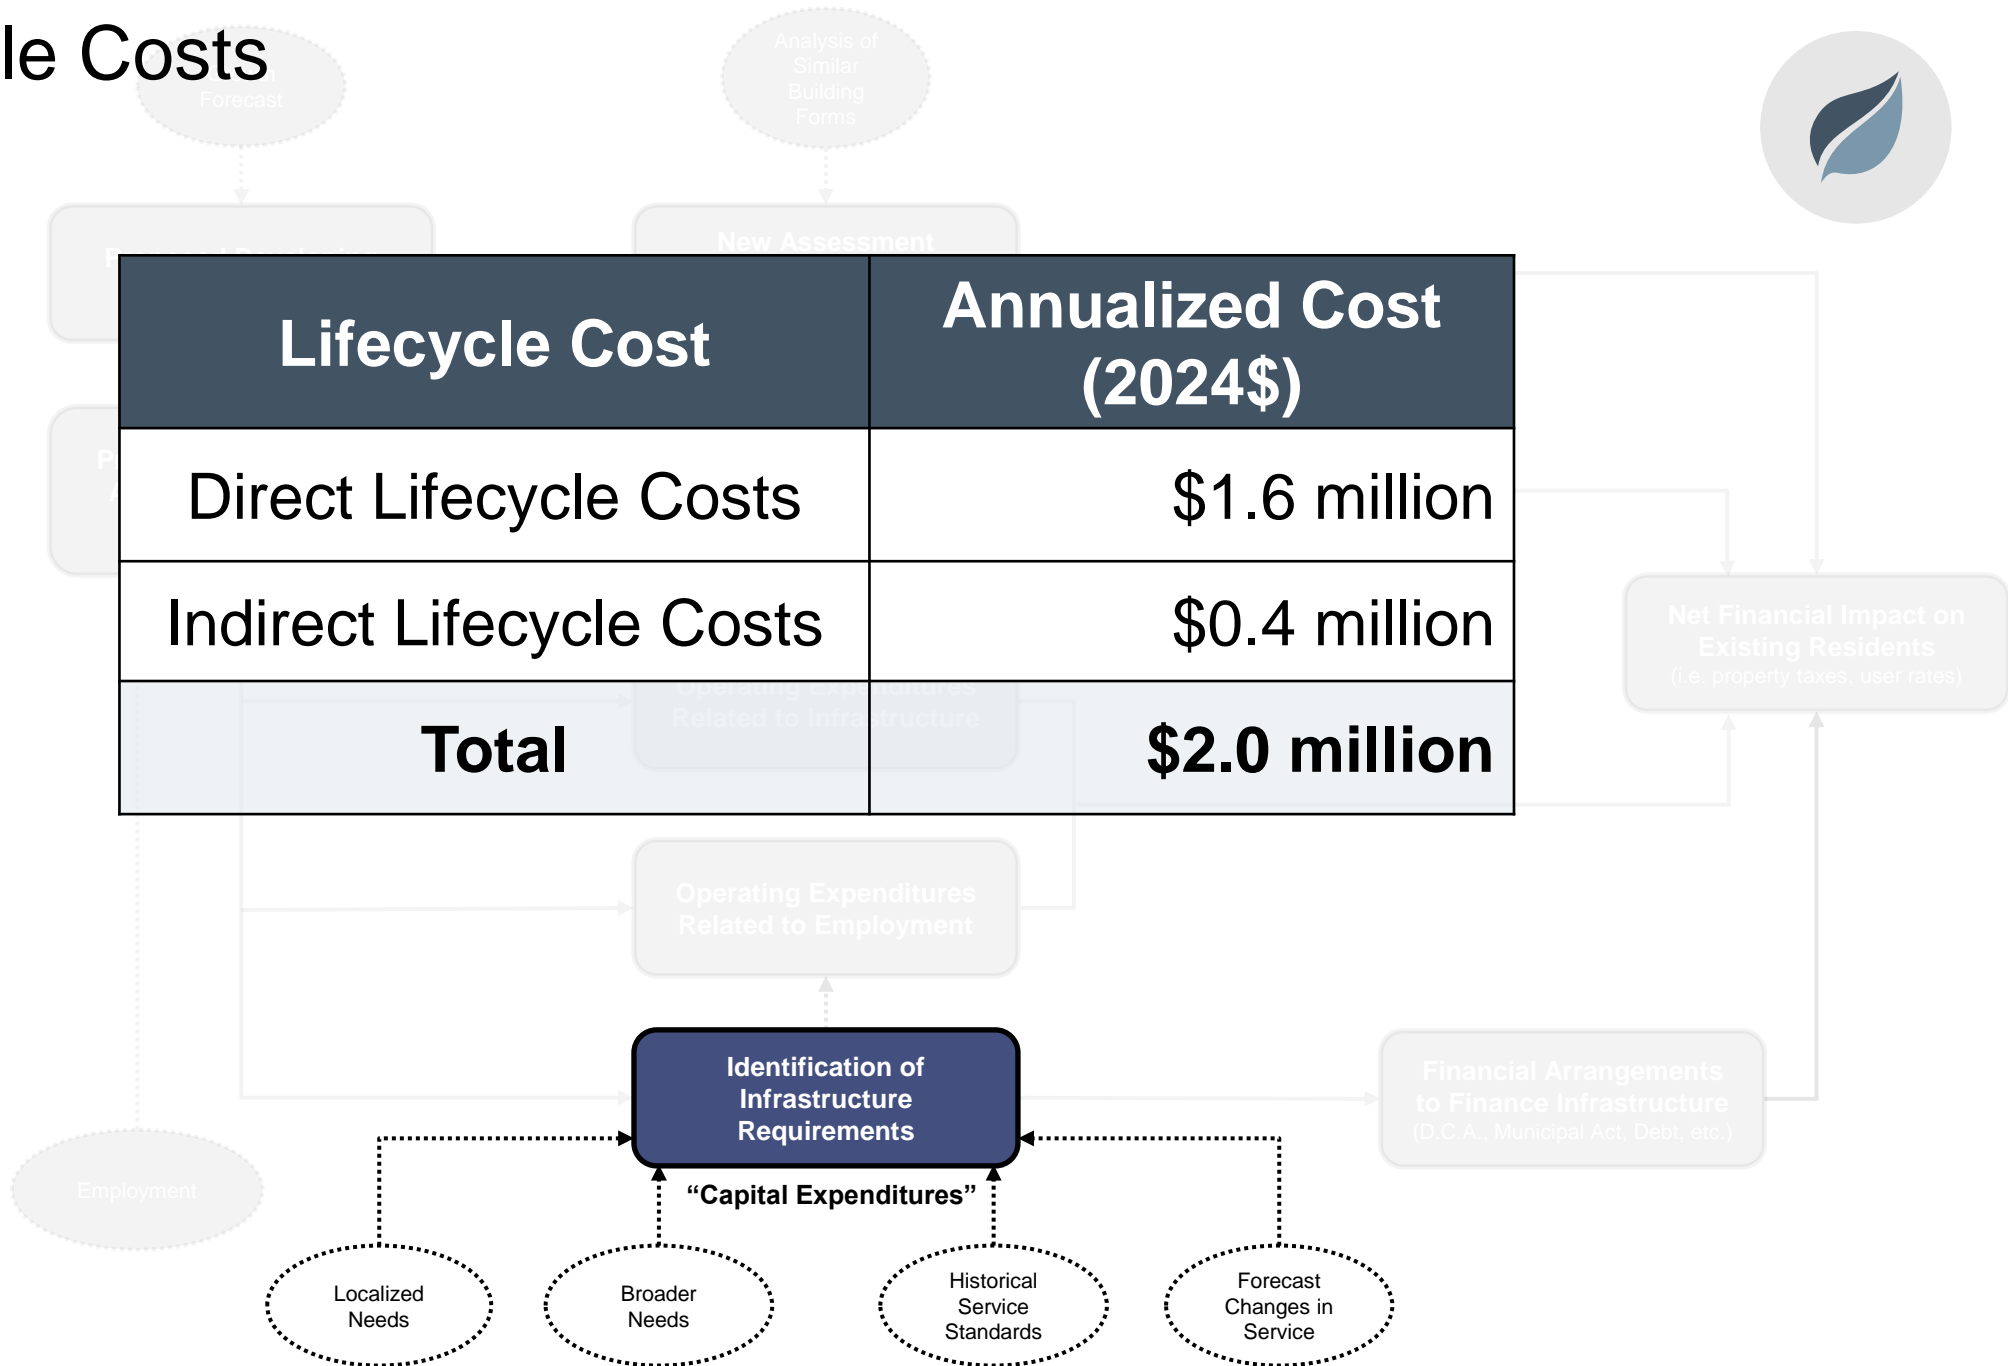 le Costs
Forecast
Analysis of
Similar
Building
Forms
New Assessment
Lifecycle Cost
Annualized Cost
(2024$)
Direct Lifecycle Costs
$1.6 million
Indirect Lifecycle Costs
$0.4 million
Total
$2.0 million
Operating Expenditures
Related to Infrastructure
Net Financial Impact on
Existing Residents
(i.e. property taxes, user rates)
Operating Expenditures
Related to Employment
Identification of
Infrastructure
Requirements
Financial Arrangements
to Finance Infrastructure
(D.C.A., Municipal Act, Debt, etc.)
Employment
“Capital Expenditures”
Localized
Needs
Broader
Needs
Historical
Service
Standards
Forecast
Changes in
Service